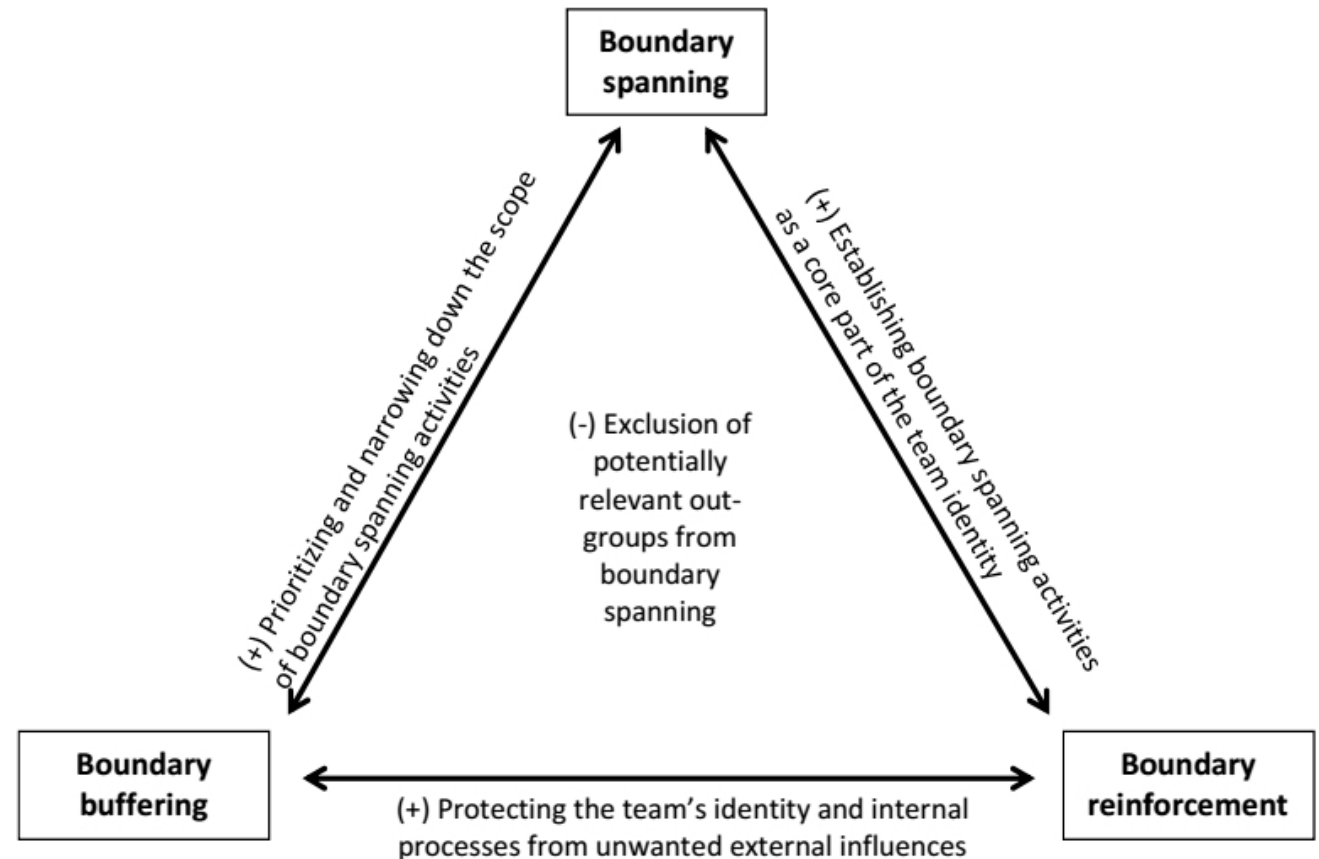 Boundary
spanning
(+) Prioritizing and narrowing down the scope
of boundary spanning activities
(+) Establishing boundary spanning activities
as a core part of the team identity
(-) Exclusion of
potentially
relevant out-
groups from
boundary
spanning
Boundary
buffering
(+) Protecting the team’s identity and internal
processes from unwanted external influences
Boundary
reinforcement